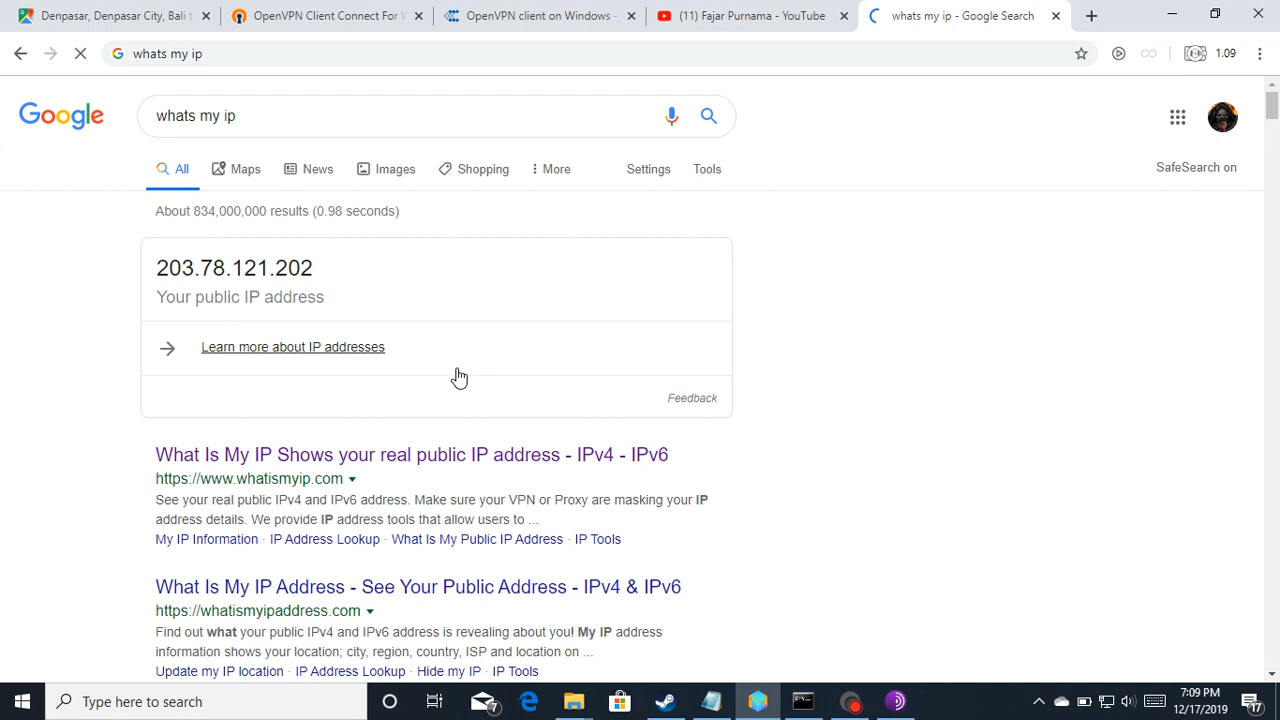 Denpasar, Denpasar City, Bali t
OpenVPN Client Connect For V
OpenVPN client on Windows -
(11) Fajar Purnama - YouTube
whats my ip - Google Search
whats my ip
1.09
Google
whats my ip
All
Maps
News
Images
Shopping
More
Settings
Tools
SafeSearch on
About 834,000,000 results (0.98 seconds)
203.78.121.202
Your public IP address
Learn more about IP addresses
Feedback
What Is My IP Shows your real public IP address - IPv4 - IPv6
https://www.whatismyip.com
See your real public IPv4 and IPv6 address. Make sure your VPN or Proxy are masking your IP
address details. We provide IP address tools that allow users to ...
My IP Information · IP Address Lookup · What Is My Public IP Address · IP Tools
What Is My IP Address - See Your Public Address - IPv4 & IPv6
https://whatismyipaddress.com
Find out what your public IPv4 and IPv6 address is revealing about you! My IP address
information shows your location; city, region, country, ISP and location on ...
Update my IP location · IP Address Lookup · Hide my IP · IP Tools
Type here to search
7
7:09 PM
12/17/2019
17